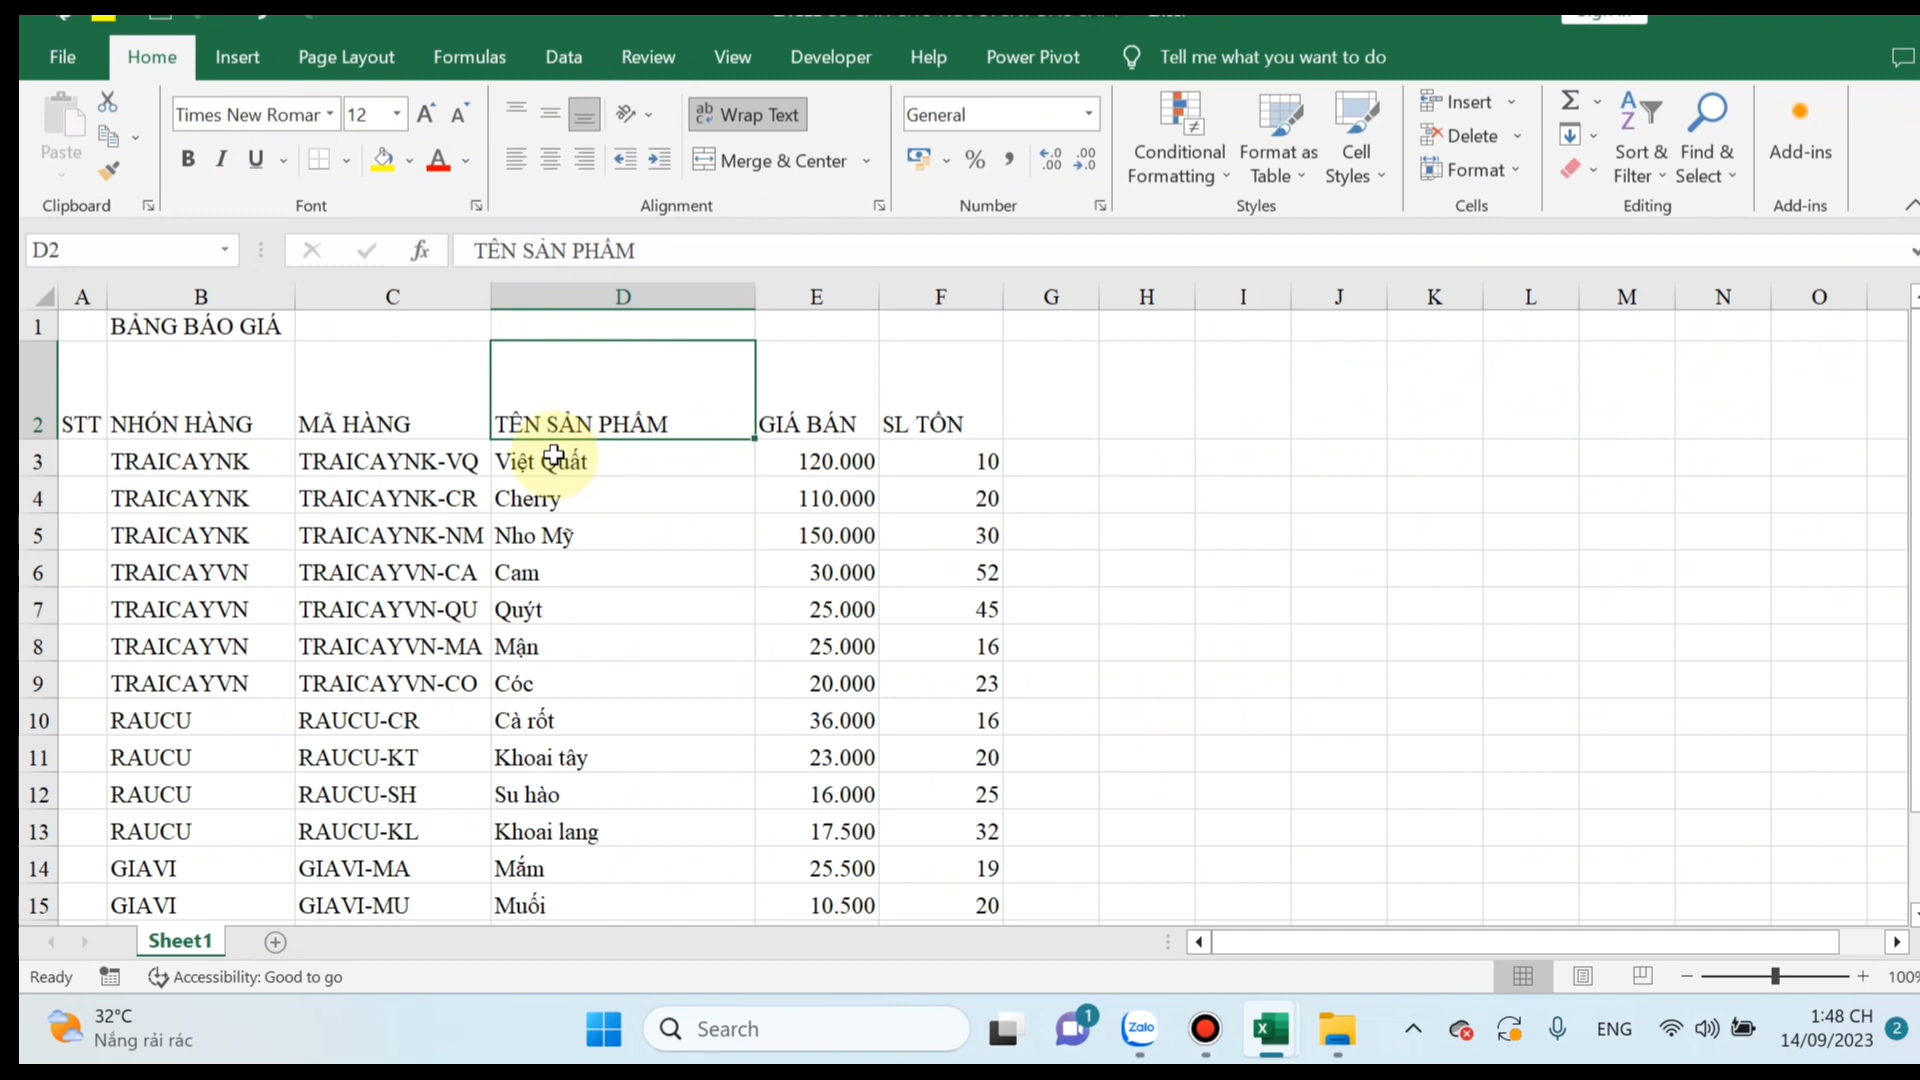 File Home Insert Page Layout Formulas Data Review View Developer Help Power Pivot Tell me what you want to do
Paste
Clipboard
Times New Romar 12
B I U
Font
Wrap Text
Merge & Center
Alignment
General
Number
Conditional Formatting
Format as Table
Cell Styles
Styles
Insert
Delete
Format
Cells
Sort & Filter
Find & Select
Editing
Add-ins
Add-ins
D2 fx TÊN SẢN PHẨM
A B C D E F G H I J K L M N O
1 BẢNG BÁO GIÁ
2 STT NHÓN HÀNG MÃ HÀNG TÊN SẢN PHẨM GIÁ BÁN SL TỒN
3 TRAICAYNK TRAICAYNK-VQ Việt Quất 120.000 10
4 TRAICAYNK TRAICAYNK-CR Cherry 110.000 20
5 TRAICAYNK TRAICAYNK-NM Nho Mỹ 150.000 30
6 TRAICAYVN TRAICAYVN-CA Cam 30.000 52
7 TRAICAYVN TRAICAYVN-QU Quýt 25.000 45
8 TRAICAYVN TRAICAYVN-MA Mận 25.000 16
9 TRAICAYVN TRAICAYVN-CO Cóc 20.000 23
10 RAUCU RAUCU-CR Cà rốt 36.000 16
11 RAUCU RAUCU-KT Khoai tây 23.000 20
12 RAUCU RAUCU-SH Su hào 16.000 25
13 RAUCU RAUCU-KL Khoai lang 17.500 32
14 GIAVI GIAVI-MA Mắm 25.500 19
15 GIAVI GIAVI-MU Muối 10.500 20
Sheet1
Ready Accessibility: Good to go 100%
32°C
Nắng rải rác
Search
1
Zalo
ENG
1:48 CH
14/09/2023
2